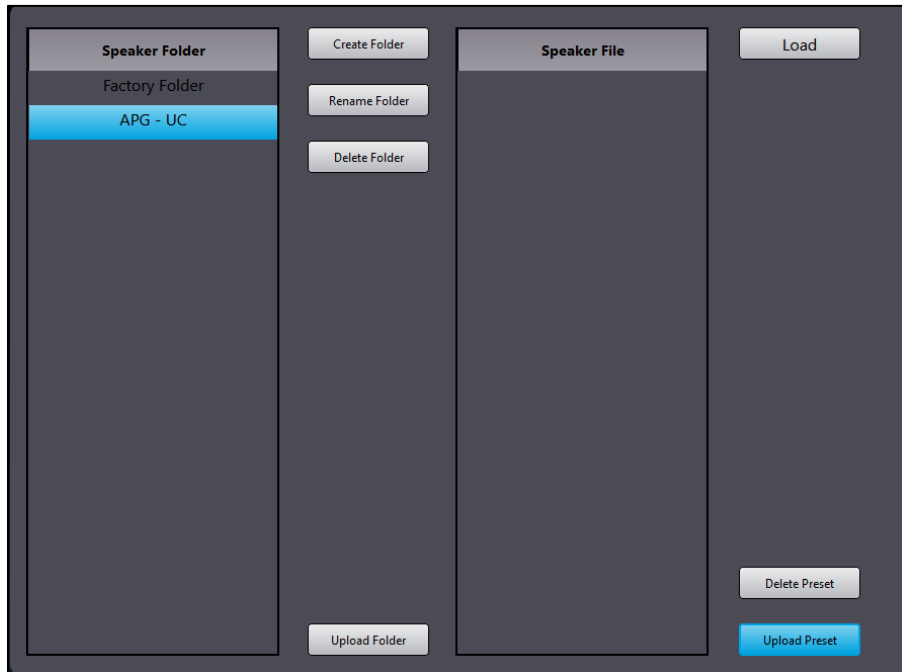 Speaker Folder
Factory Folder
APG - UC
Create Folder
Rename Folder
Delete Folder
Upload Folder
Speaker File
Load
Delete Preset
Upload Preset